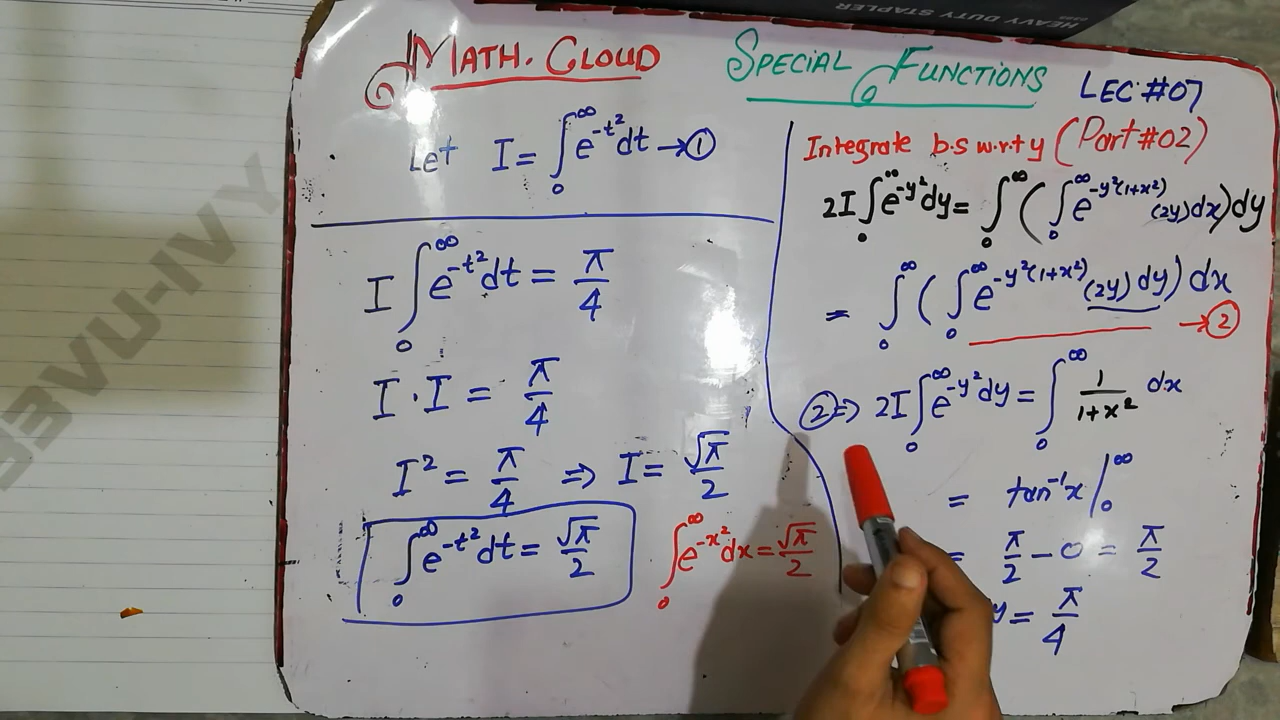 HEAVY DUTY STAPLER
MATH. CLOUD
SPECIAL FUNCTIONS
LEC #07
Let I = ∫₀^∞ e^{-t²} dt → ①
I ∫₀^∞ e^{-t²} dt = π/4
I · I = π/4
I² = π/4 ⇒ I = √π/2
∫₀^∞ e^{-t²} dt = √π/2
∫₀^∞ e^{-x²} dx = √π/2
Integrate b.s w.r.t y (Part #02)
2I ∫₀^∞ e^{-y²} dy = ∫₀^∞ ( ∫₀^∞ e^{-y²(1+x²)} (2y) dx ) dy
= ∫₀^∞ ( ∫₀^∞ e^{-y²(1+x²)} (2y) dy ) dx → ②
② ⇒ 2I ∫₀^∞ e^{-y²} dy = ∫₀^∞ 1/(1+x²) dx
= tan⁻¹x |₀^∞
= π/2 - 0 = π/2
y = π/4